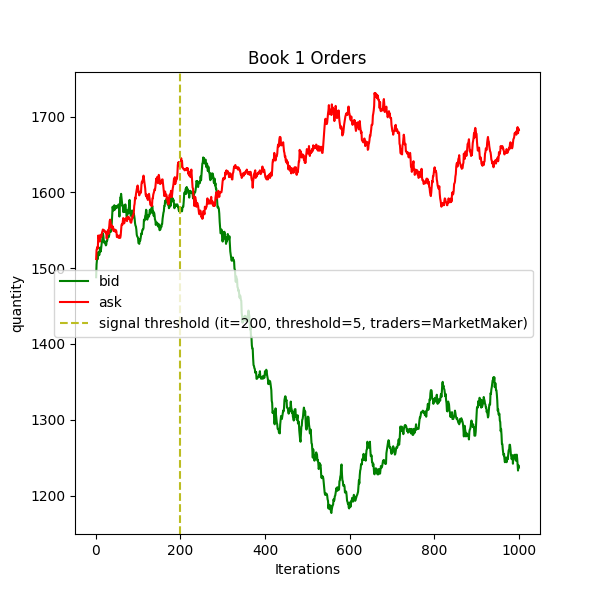 Book 1 Orders
1700
1600
1500
1400
1300
1200
quantity
bid
ask
signal threshold (it=200, threshold=5, traders=MarketMaker)
0 200 400 600 800 1000
Iterations